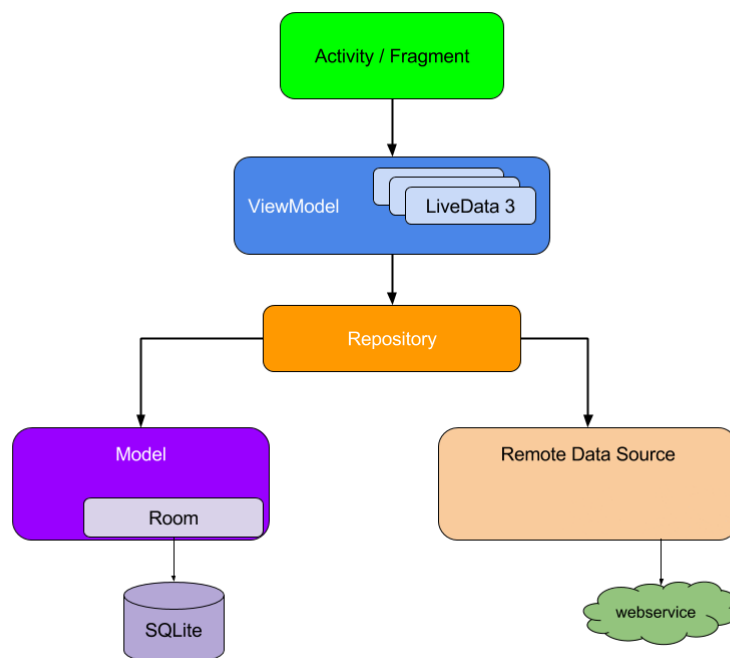 Activity / Fragment
ViewModel
LiveData 3
Repository
Model
Remote Data Source
Room
SQLite
webservice